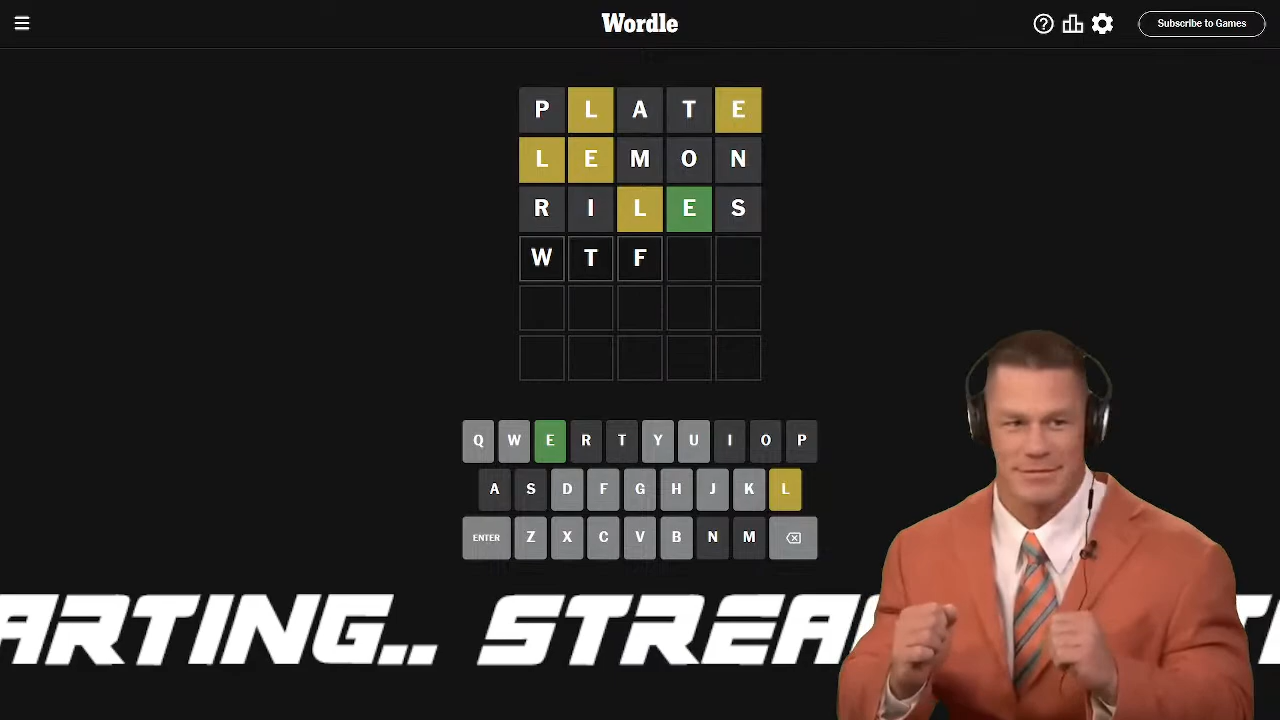 Wordle
Subscribe to Games
P L A T E
L E M O N
R I L E S
W T F
Q W E R T Y U I O P
A S D F G H J K L
ENTER Z X C V B N M
ARTING.. STREA